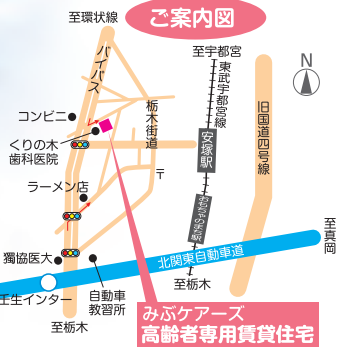 ご案内図
至環状線
バイパス
至宇都宮
東武宇都宮線
N
コンビニ
栃木街道
旧国道四号線
くりの木
歯科医院
安塚駅
〒
ラーメン店
おもちゃのまち駅
至真岡
獨協医大
北関東自動車道
至栃木
壬生インター
自動車
教習所
至栃木
みぶケアーズ
高齢者専用賃貸住宅